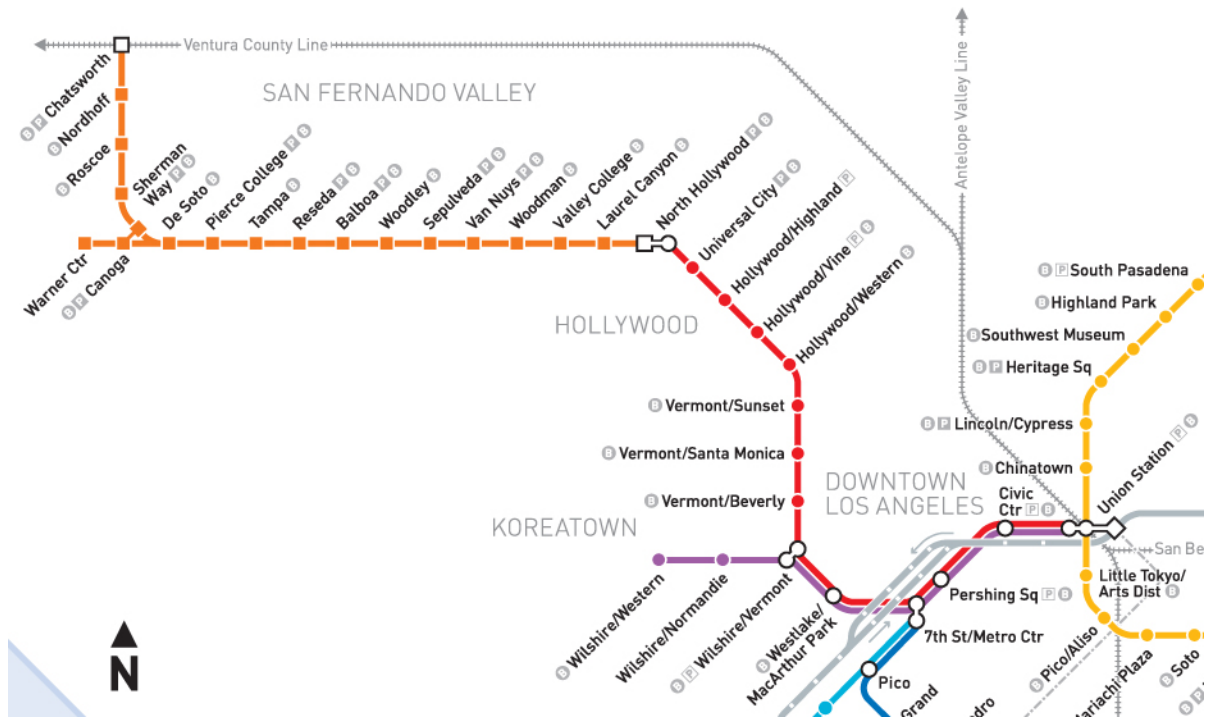 Ventura County Line
Antelope Valley Line
SAN FERNANDO VALLEY
B P Chatsworth
B Nordhoff
B Roscoe
Sherman
Way P B
De Soto B
Pierce College P B
Tampa B
Reseda P B
Balboa P B
Woodley B
Sepulveda P B
Van Nuys P B
Woodman B
Valley College B
Laurel Canyon B
North Hollywood P B
Universal City P B
Hollywood/Highland P
Hollywood/Vine P B
Hollywood/Western B
Warner Ctr
B P Canoga
HOLLYWOOD
B Vermont/Sunset
B Vermont/Santa Monica
B Vermont/Beverly
KOREATOWN
DOWNTOWN
LOS ANGELES
B P South Pasadena
B Highland Park
B Southwest Museum
B P Heritage Sq
B P Lincoln/Cypress
B Chinatown
Union Station P B
Civic
Ctr P B
San Be
B Wilshire/Western
Wilshire/Normandie
B P Wilshire/Vermont
B Westlake/
MacArthur Park
Pershing Sq P B
7th St/Metro Ctr
Little Tokyo/
Arts Dist B
B Pico/Aliso
ariachi Plaza
B Soto
B P
Pico
Grand
edro
N